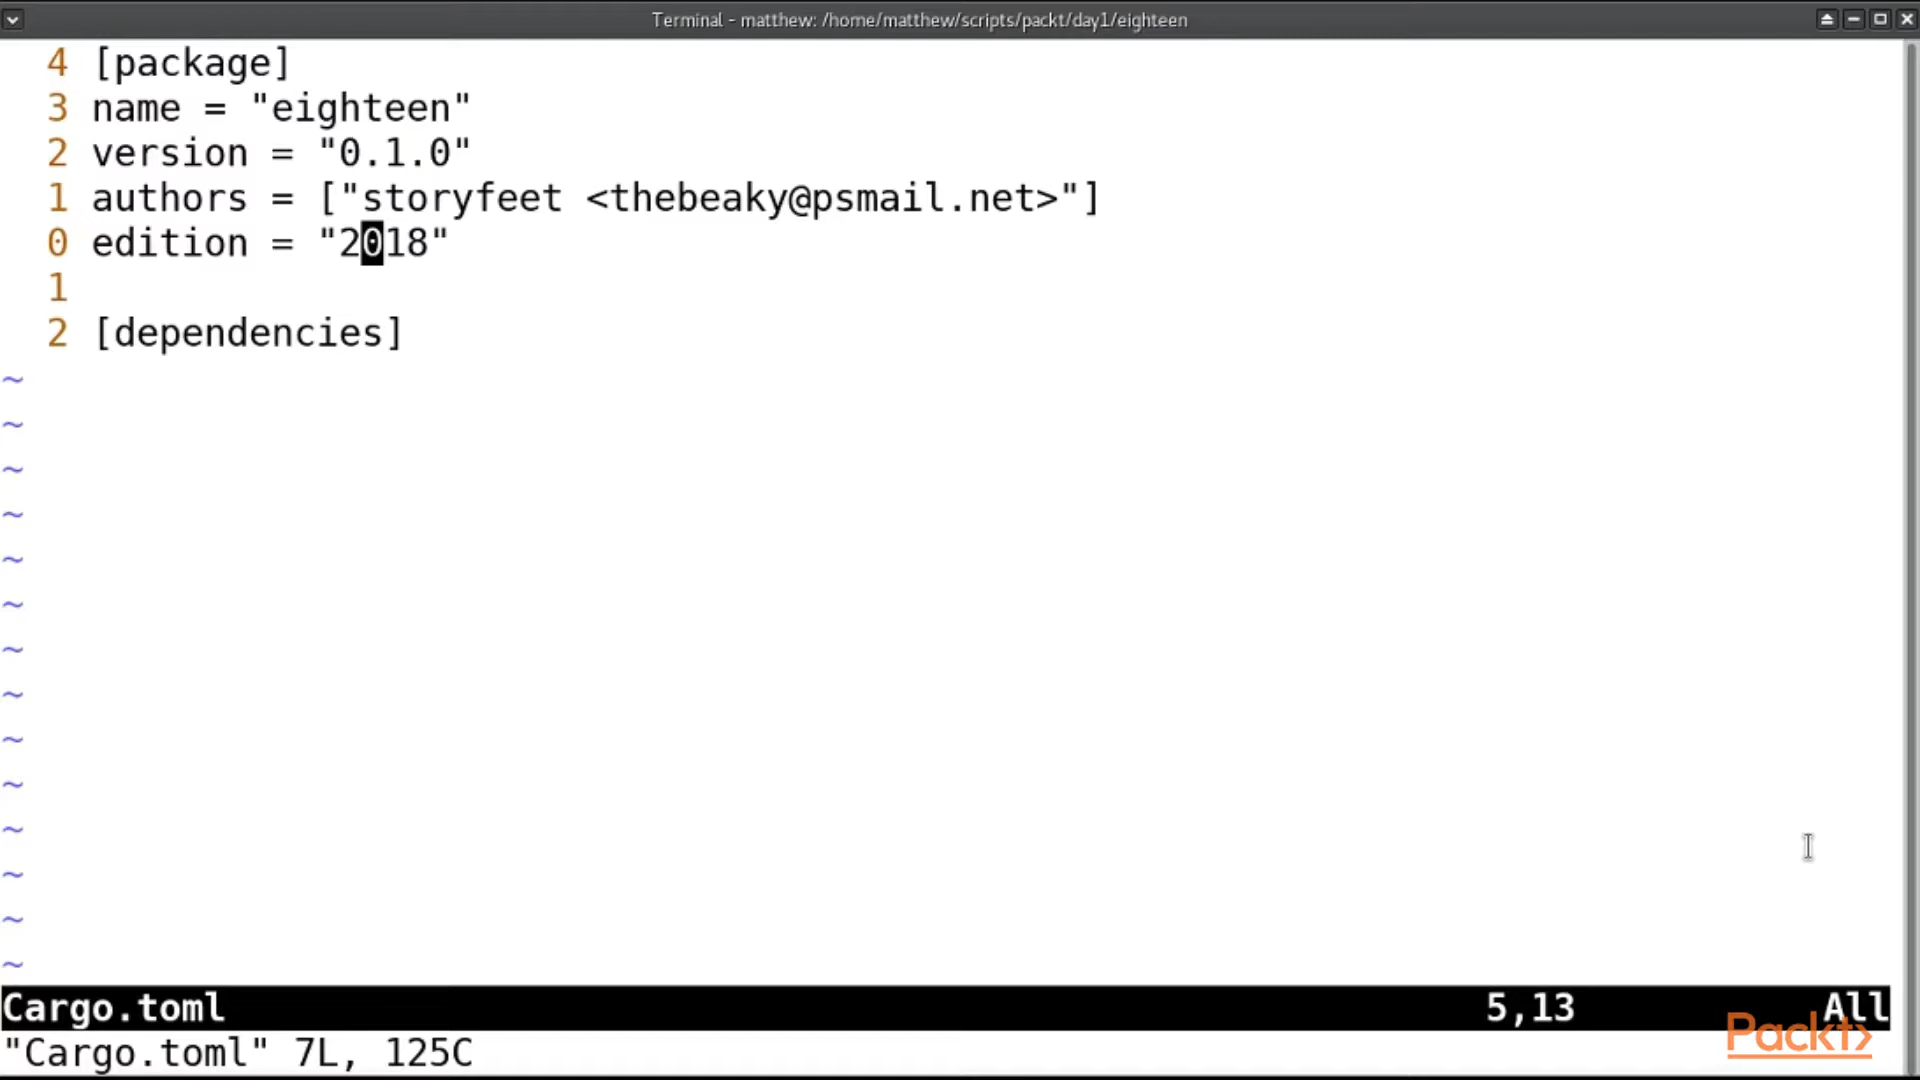 Terminal - matthew: /home/matthew/scripts/packt/day1/eighteen
4 [package]
3 name = "eighteen"
2 version = "0.1.0"
1 authors = ["storyfeet <thebeaky@psmail.net>"]
0 edition = "2018"
1
2 [dependencies]
~
~
~
~
~
~
~
~
~
~
~
~
~
~
Cargo.toml 5,13 All
"Cargo.toml" 7L, 125C
Packt>